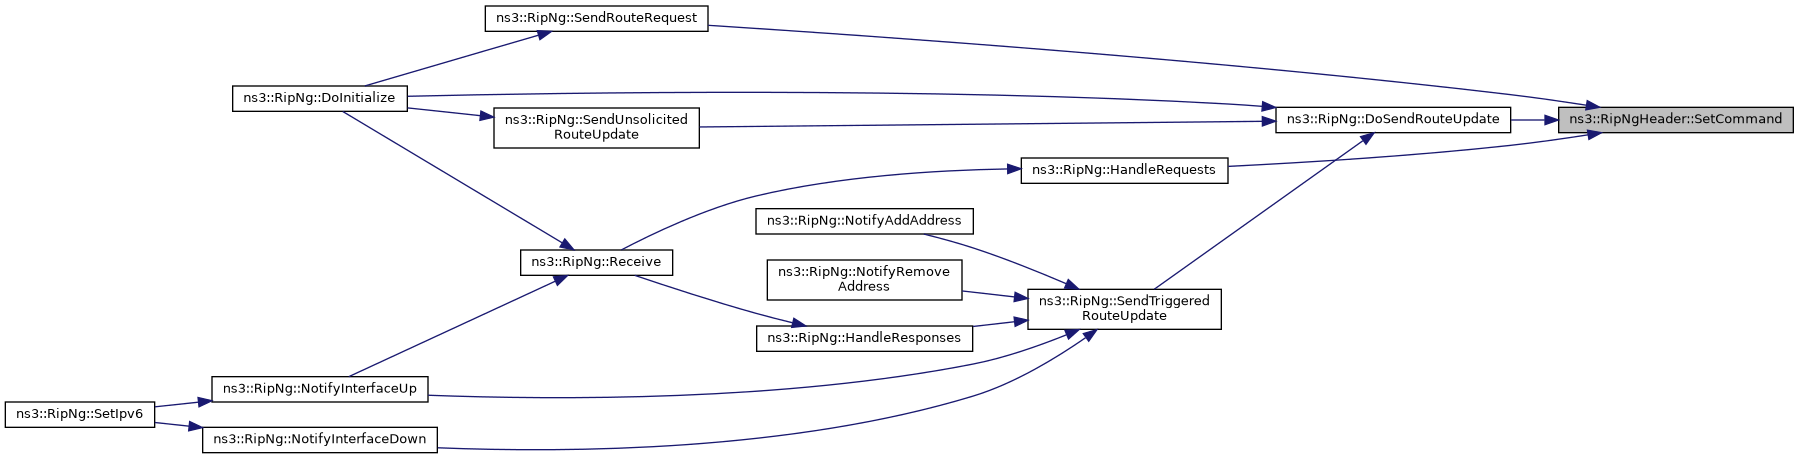 ns3::RipNg::SendRouteRequest
ns3::RipNg::DoInitialize
ns3::RipNg::SendUnsolicited
RouteUpdate
ns3::RipNg::DoSendRouteUpdate
ns3::RipNgHeader::SetCommand
ns3::RipNg::HandleRequests
ns3::RipNg::NotifyAddAddress
ns3::RipNg::Receive
ns3::RipNg::NotifyRemove
Address
ns3::RipNg::SendTriggered
RouteUpdate
ns3::RipNg::HandleResponses
ns3::RipNg::NotifyInterfaceUp
ns3::RipNg::SetIpv6
ns3::RipNg::NotifyInterfaceDown